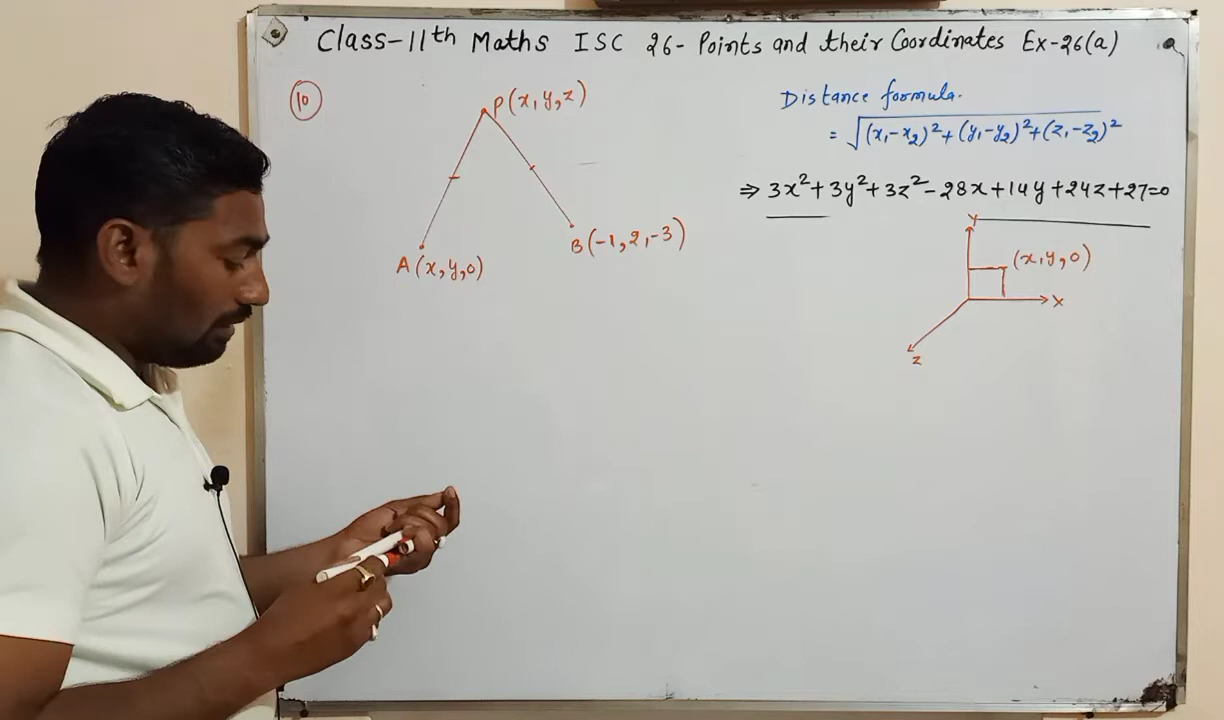 Class-11th Maths ISC 26- Points and their Coordinates Ex-26(a)
10
P(x,y,z)
A(x,y,0)
B(-1,2,-3)
Distance formula.
= √(x₁-x₂)²+(y₁-y₂)²+(z₁-z₂)²
⇒ 3x²+3y²+3z²-28x+14y+24z+27=0
Y
(x,y,0)
X
Z